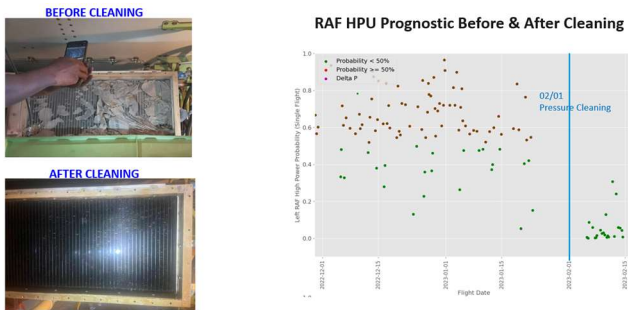 BEFORE CLEANING
AFTER CLEANING
RAF HPU Prognostic Before & After Cleaning
Probability < 50%
Probability >= 50%
Delta P
02/01
Pressure Cleaning
Left RAF High Power Probability (Single Flight)
1.0
0.8
0.6
0.4
0.2
0.0
2022-12-01
2022-12-15
2023-01-01
2023-01-15
2023-02-01
2023-02-15
Flight Date